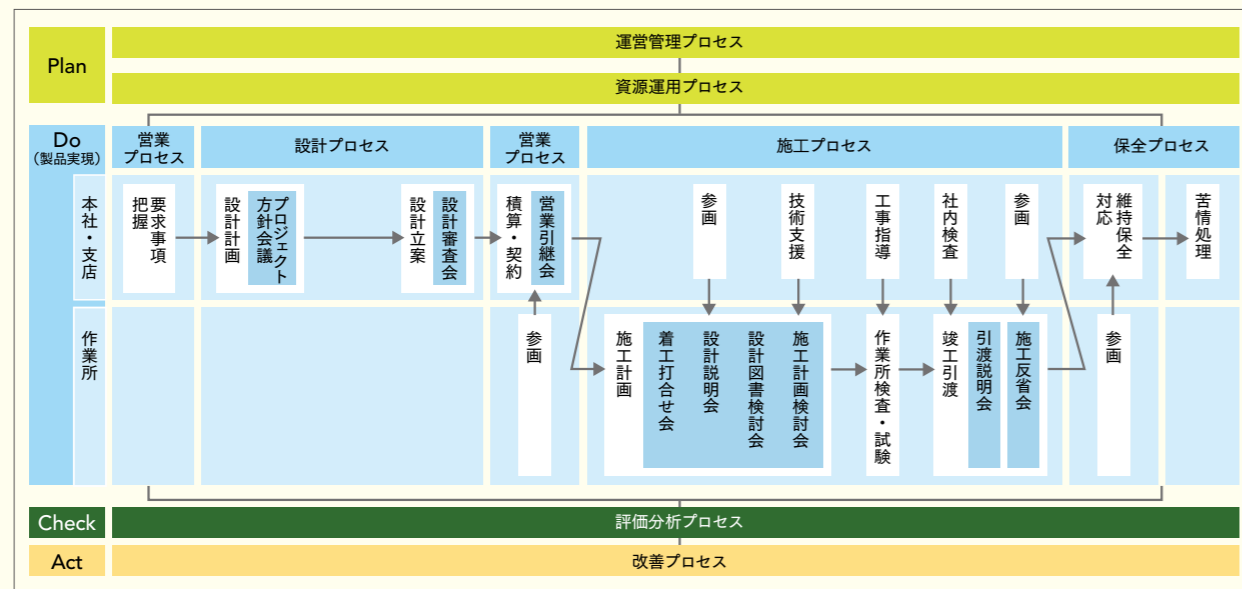 Plan
運営管理プロセス
資源運用プロセス
Do
(製品実現)
営業
プロセス
設計プロセス
営業
プロセス
施工プロセス
保全プロセス
本社・支店
要求事項
把握
設計計画
プロジェクト
方針会議
設計立案
設計審査会
積算・契約
営業引継会
参画
技術支援
工事指導
社内検査
参画
維持保全
対応
苦情処理
作業所
参画
施工計画
着工打合せ会
設計説明会
設計図書検討会
施工計画検討会
作業所検査・試験
竣工引渡
引渡説明会
施工反省会
参画
Check
評価分析プロセス
Act
改善プロセス